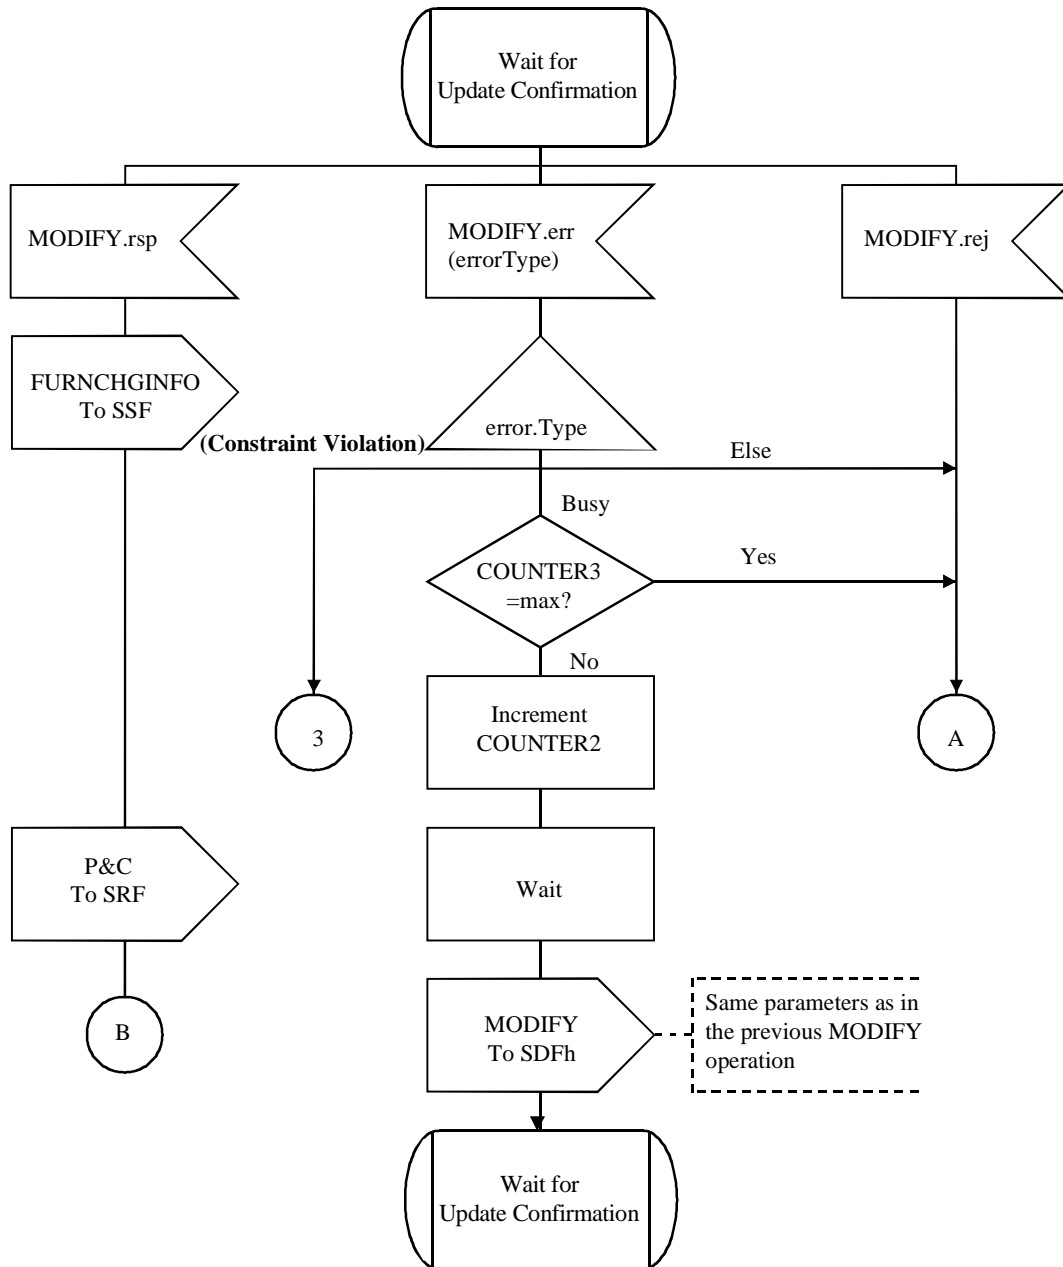 Wait for
Update Confirmation
MODIFY.rsp
MODIFY.err
(errorType)
MODIFY.rej
FURNCHGINFO
To SSF
error.Type
(Constraint Violation)
Else
Busy
COUNTER3
=max?
Yes
No
3
Increment
COUNTER2
A
P&C
To SRF
Wait
B
MODIFY
To SDFh
Same parameters as in
the previous MODIFY
operation
Wait for
Update Confirmation